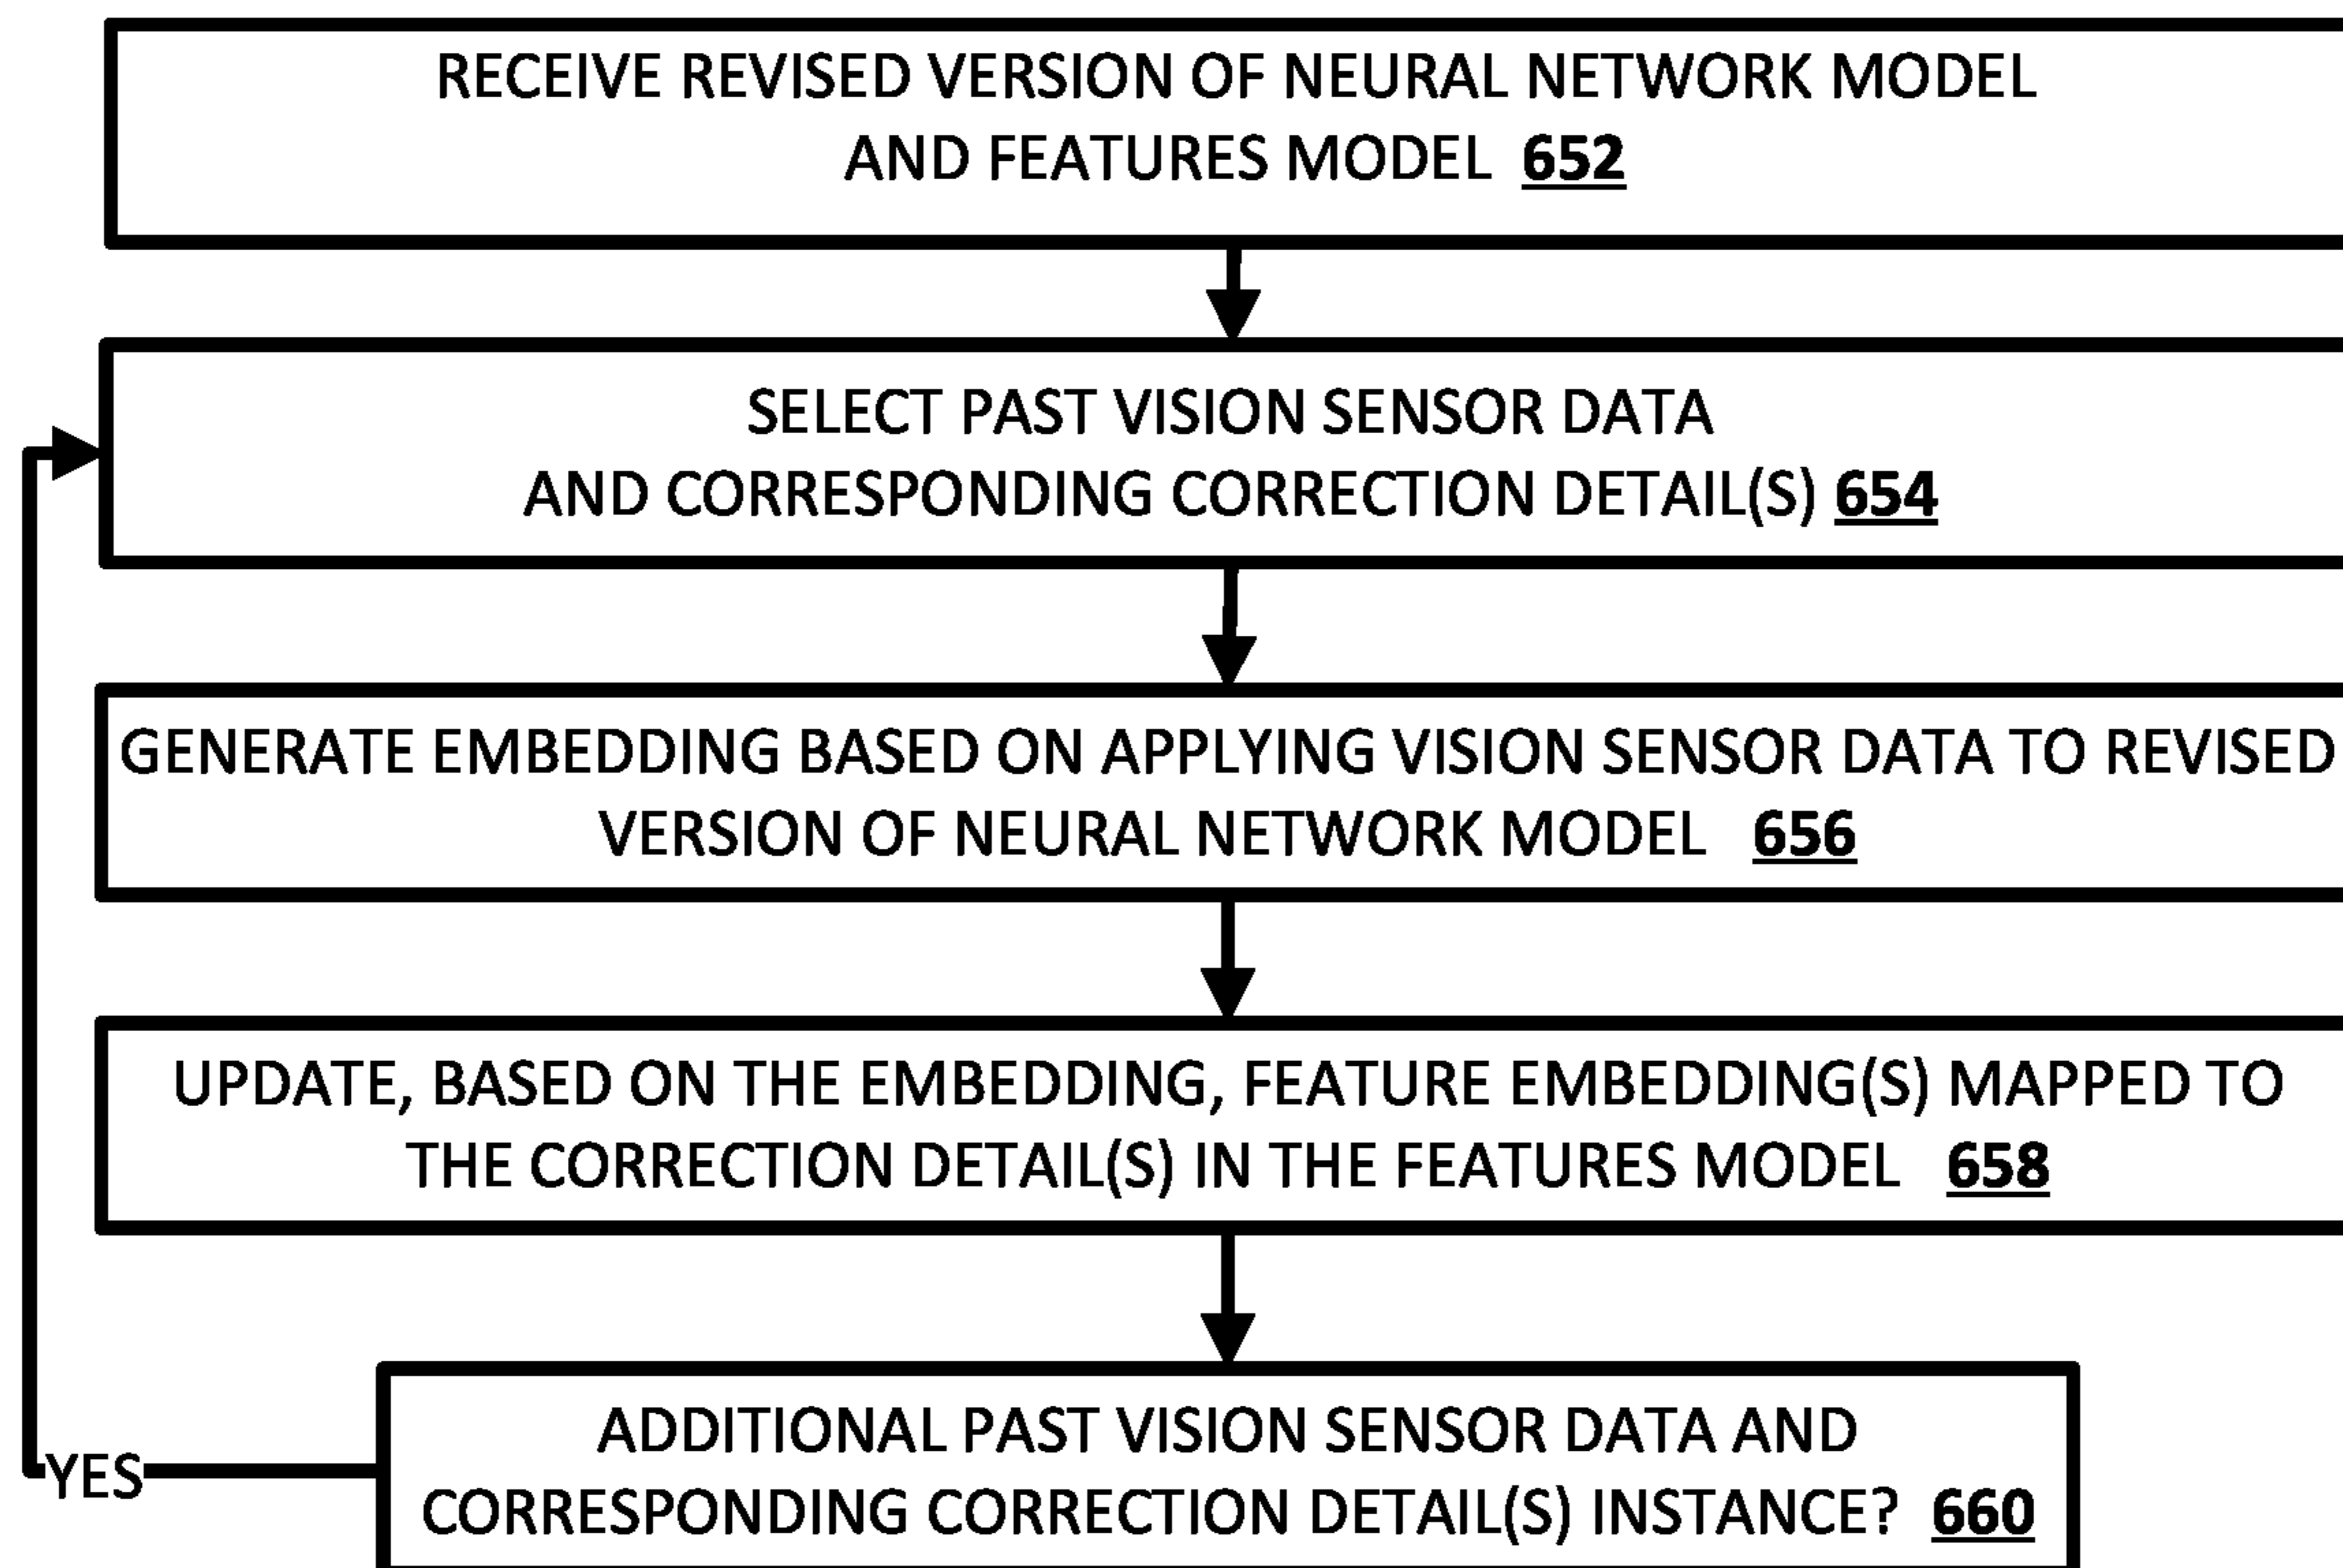 RECEIVE REVISED VERSION OF NEURAL NETWORK MODEL
AND FEATURES MODEL 652
SELECT PAST VISION SENSOR DATA
AND CORRESPONDING CORRECTION DETAIL(S) 654
GENERATE EMBEDDING BASED ON APPLYING VISION SENSOR DATA TO REVISED
VERSION OF NEURAL NETWORK MODEL 656
UPDATE, BASED ON THE EMBEDDING, FEATURE EMBEDDING(S) MAPPED TO
THE CORRECTION DETAIL(S) IN THE FEATURES MODEL 658
ADDITIONAL PAST VISION SENSOR DATA AND
YES
CORRESPONDING CORRECTION DETAIL(S) INSTANCE? 660